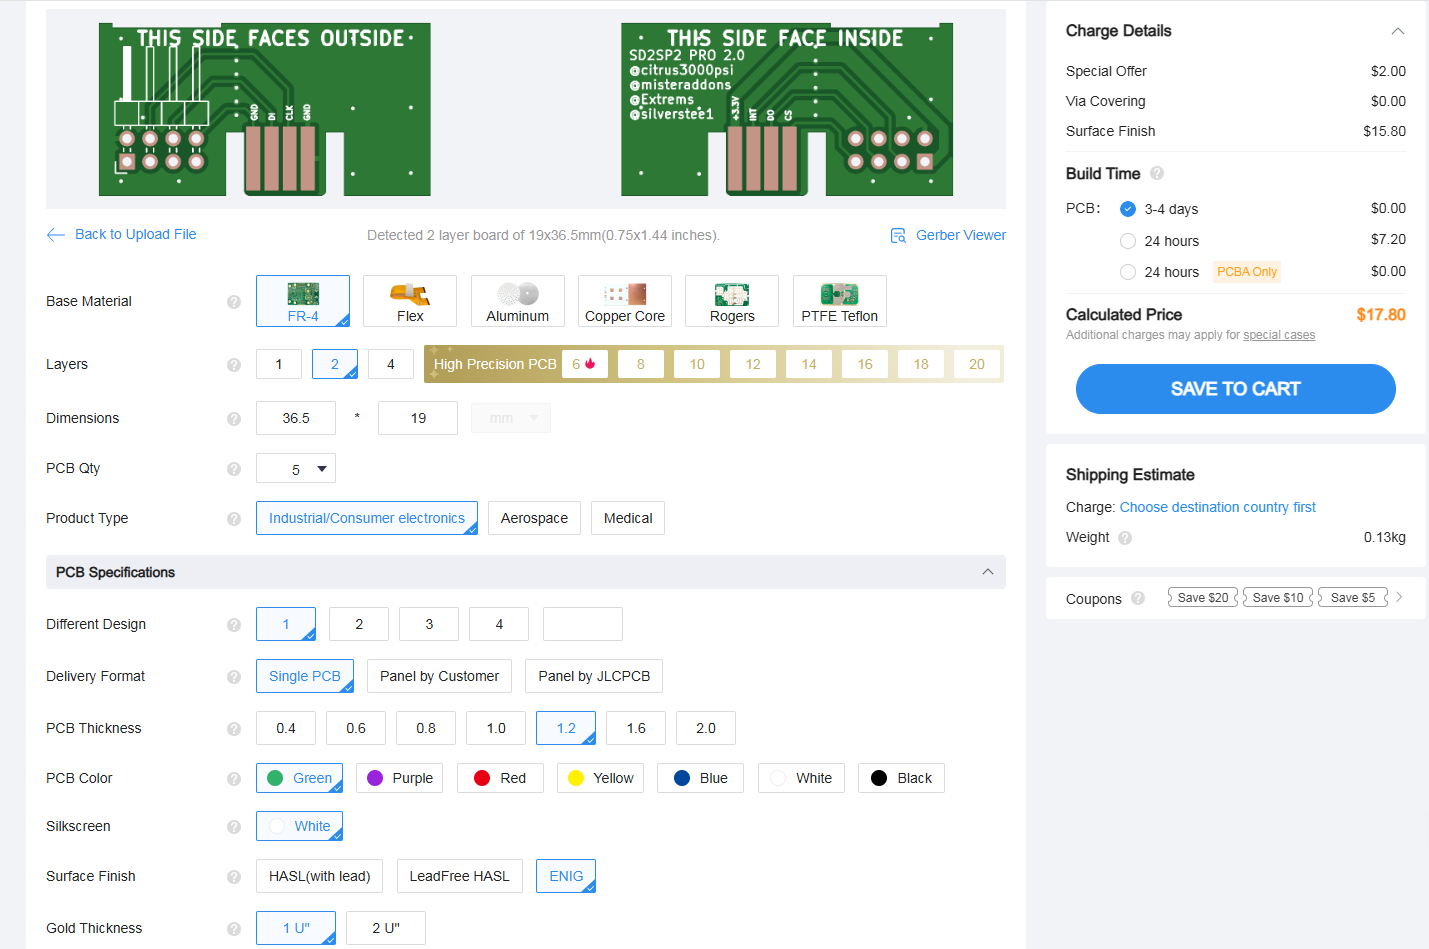 THIS SIDE FACES OUTSIDE
GND
DI
CLK
GND
THIS SIDE FACE INSIDE
SD2SP2 PRO 2.0
@citrus3000psi
@misteraddons
@Extrems
@silverstee1
+3.3V
INT
DO
CS
Back to Upload File
Detected 2 layer board of 19x36.5mm(0.75x1.44 inches).
Gerber Viewer
Base Material ?
FR-4 Flex Aluminum Copper Core Rogers PTFE Teflon
Layers ? 1 2 4 High Precision PCB 6 8 10 12 14 16 18 20
Dimensions ? 36.5 * 19 mm
PCB Qty ? 5
Product Type ? Industrial/Consumer electronics Aerospace Medical
PCB Specifications
Different Design ? 1 2 3 4
Delivery Format ? Single PCB Panel by Customer Panel by JLCPCB
PCB Thickness ? 0.4 0.6 0.8 1.0 1.2 1.6 2.0
PCB Color ? Green Purple Red Yellow Blue White Black
Silkscreen ? White
Surface Finish ? HASL(with lead) LeadFree HASL ENIG
Gold Thickness ? 1 U" 2 U"
Charge Details
Special Offer $2.00
Via Covering $0.00
Surface Finish $15.80
Build Time ?
PCB: 3-4 days $0.00
24 hours $7.20
24 hours PCBA Only $0.00
Calculated Price $17.80
Additional charges may apply for special cases
SAVE TO CART
Shipping Estimate
Charge: Choose destination country first
Weight ? 0.13kg
Coupons ? Save $20 Save $10 Save $5